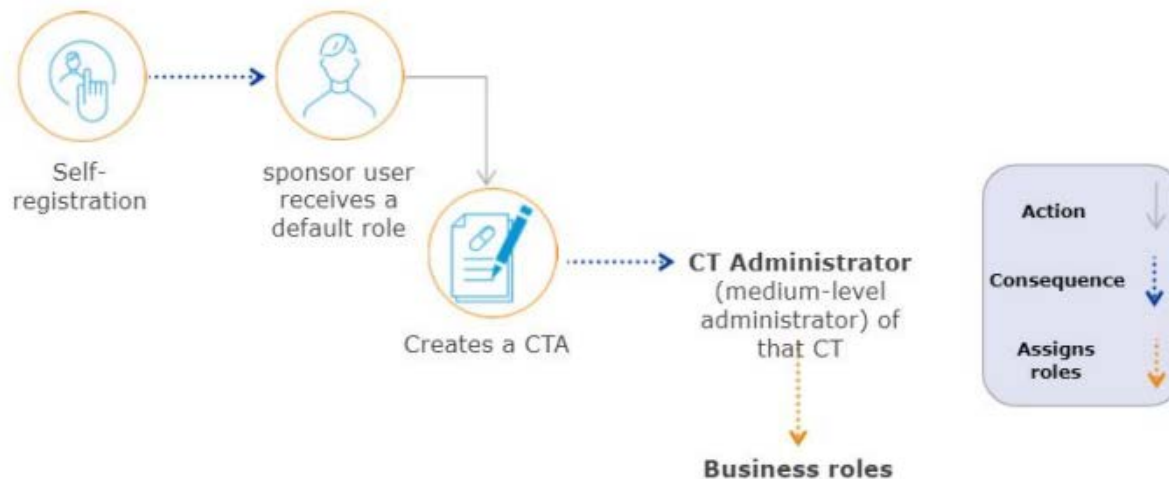 Self-
registration
sponsor user
receives a
default role
Creates a CTA
CT Administrator
(medium-level
administrator) of
that CT
Business roles
Action
Consequence
Assigns
roles